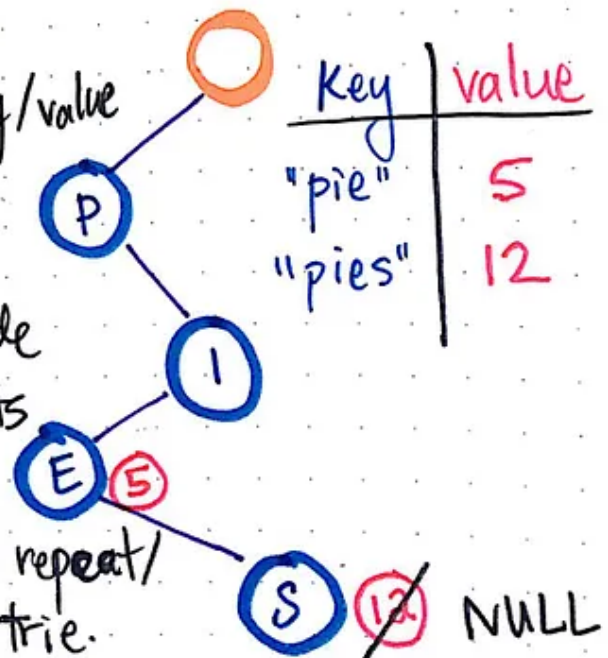 /value
Key value
P
"pie" 5
"pies" 12
I
E 5
repeat/
S 12 NULL
trie.